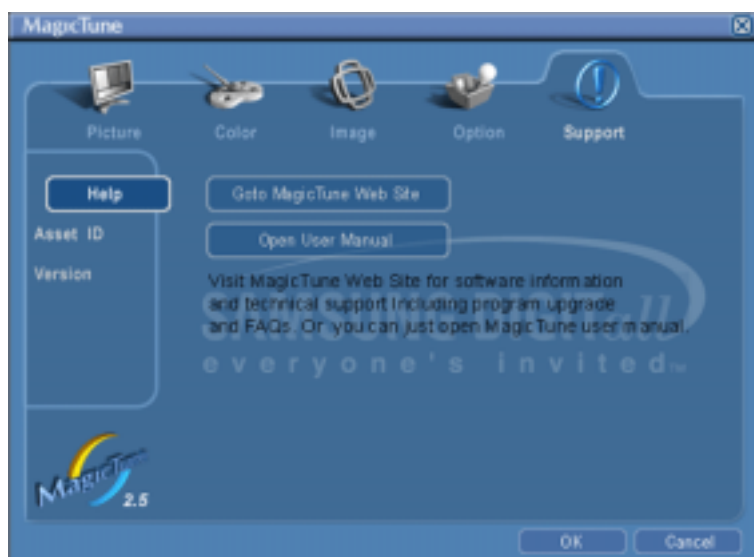 MagicTune
Picture
Color
Image
Option
Support
Help
Asset ID
Version
Goto MagicTune Web Site
Open User Manual
Visit MagicTune Web Site for software information
and technical support Including program upgrade
and FAQs. Or you can just open MagicTune user manual.
SAMSUNG DIGITall
everyone's invited™
MagicTune
2.5
OK
Cancel